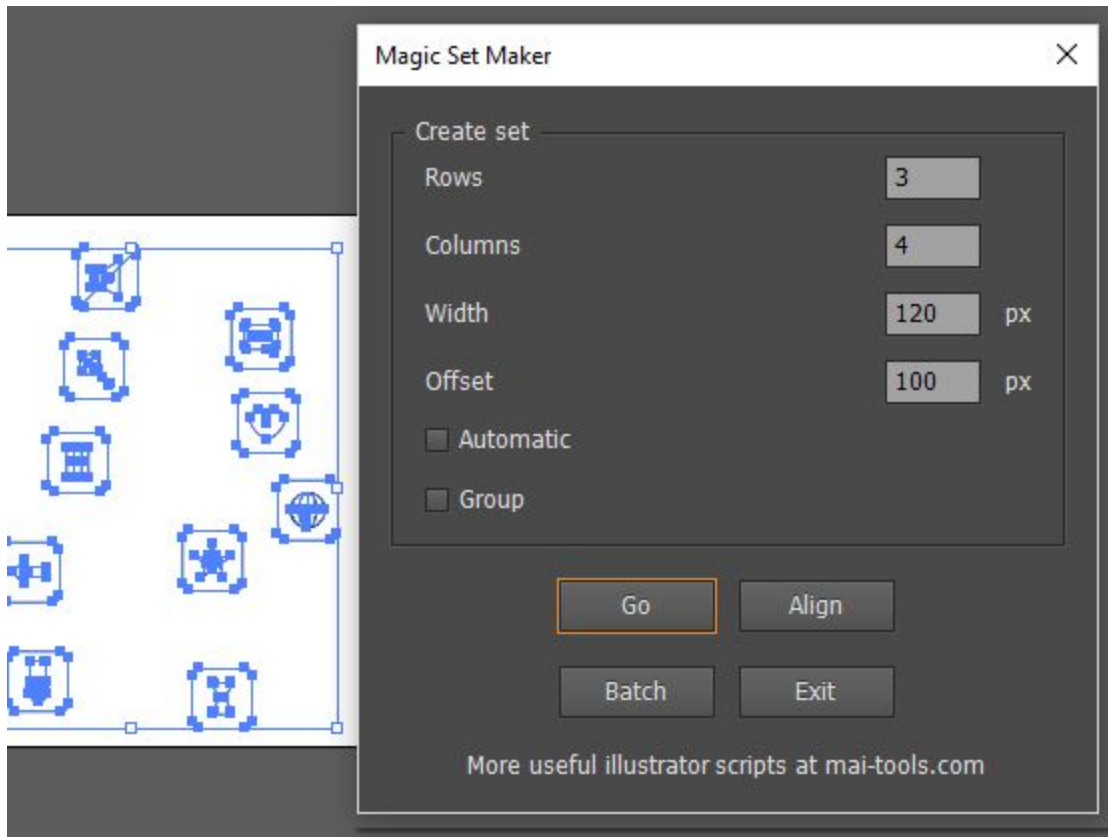 Magic Set Maker
Create set
Rows 3
Columns 4
Width 120 px
Offset 100 px
Automatic
Group
Go Align
Batch Exit
More useful illustrator scripts at mai-tools.com